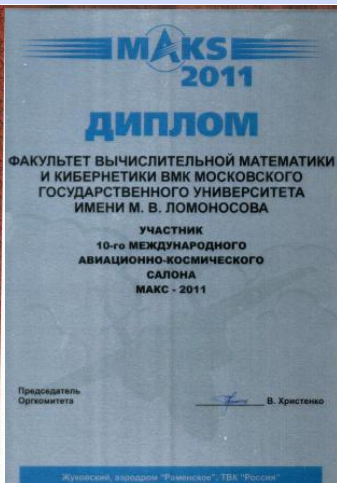 MAKS
2011
ДИПЛОМ
ФАКУЛЬТЕТ ВЫЧИСЛИТЕЛЬНОЙ МАТЕМАТИКИ
И КИБЕРНЕТИКИ ВМК МОСКОВСКОГО
ГОСУДАРСТВЕННОГО УНИВЕРСИТЕТА
ИМЕНИ М. В. ЛОМОНОСОВА
УЧАСТНИК
10-го МЕЖДУНАРОДНОГО
АВИАЦИОННО-КОСМИЧЕСКОГО
САЛОНА
МАКС - 2011
Председатель
Оргкомитета
В. Христенко
Жуковский, аэродром "Раменское", ТВК "Россия"